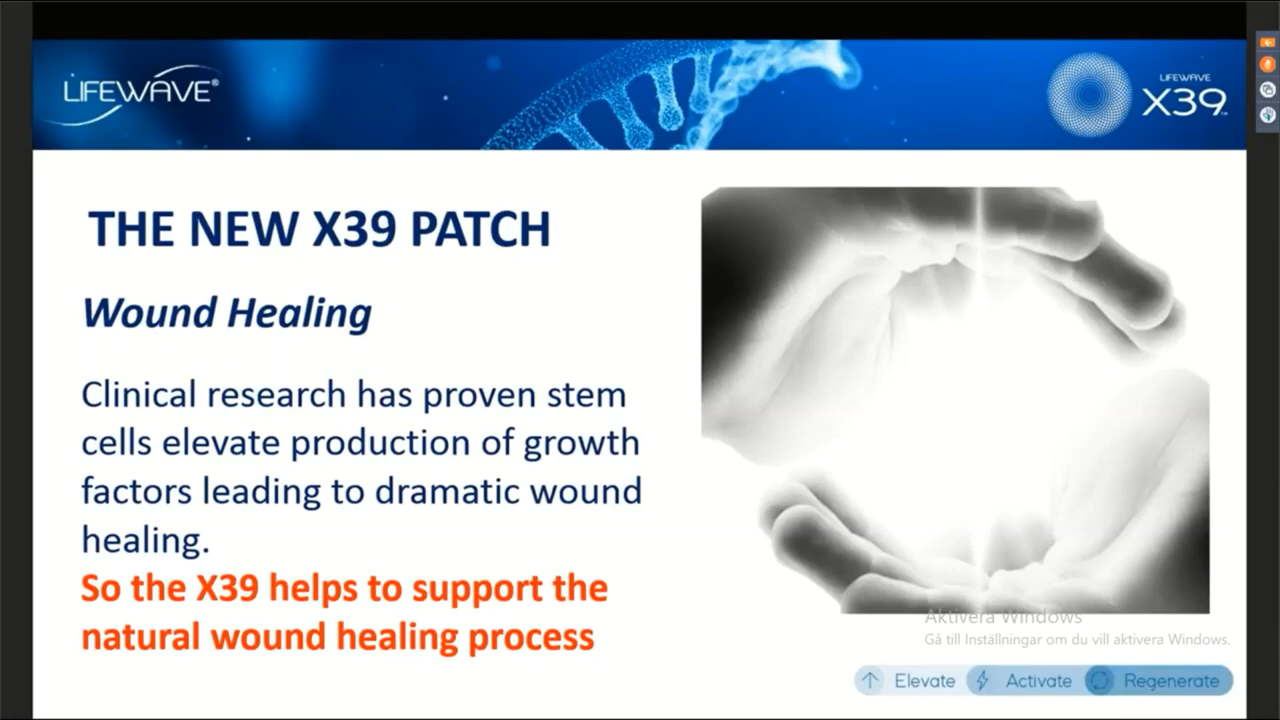 LIFEWAVE®
LIFEWAVE
X39™
THE NEW X39 PATCH
Wound Healing
Clinical research has proven stem
cells elevate production of growth
factors leading to dramatic wound
healing.
So the X39 helps to support the
natural wound healing process
Aktivera Windows
Gå till Inställningar om du vill aktivera Windows.
Elevate Activate Regenerate